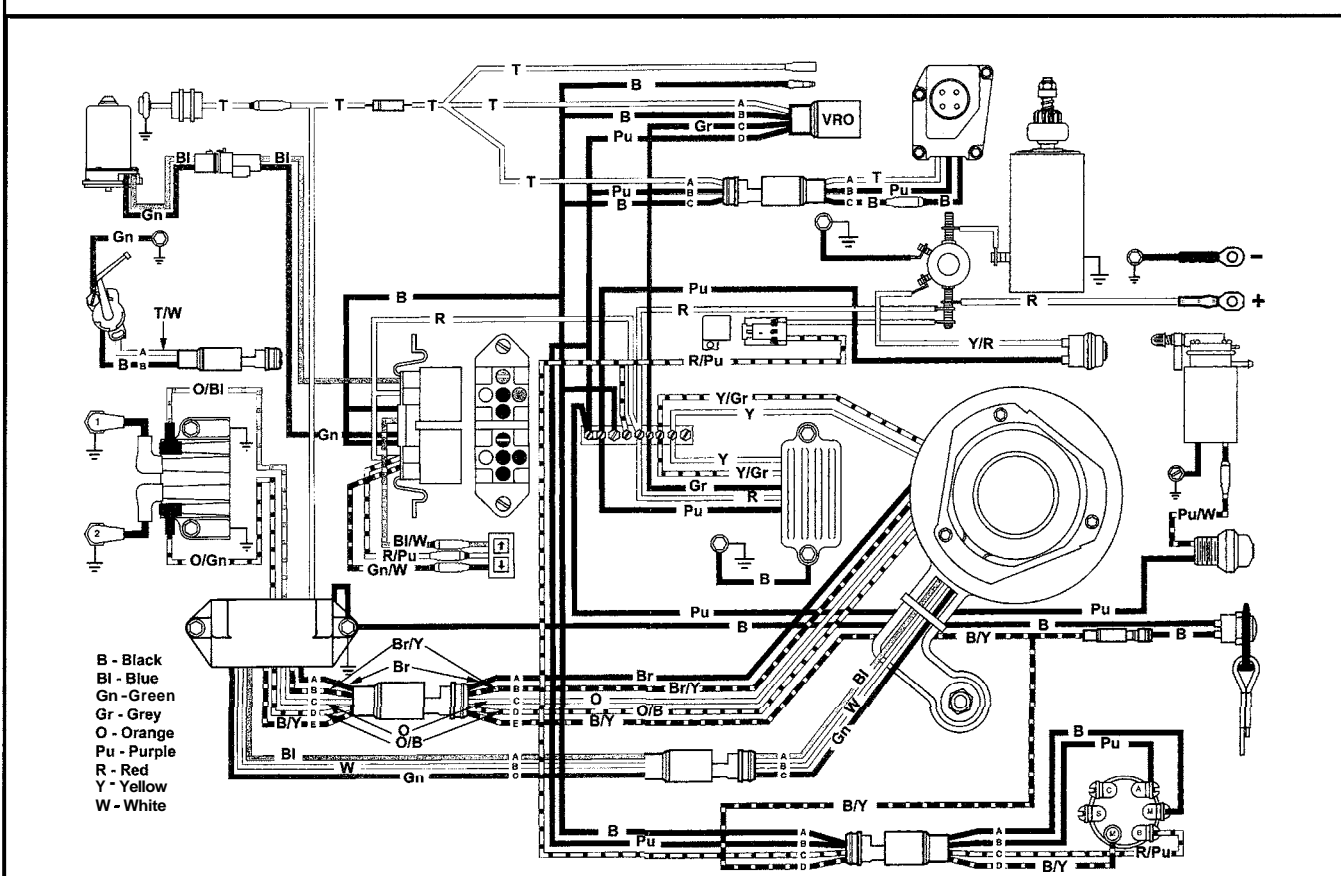 T
B
T
T
T
T
A
B
C
D
B
Gr
Pu
VRO
Bl
Bl
T
Pu
B
A
B
C
A
B
C
T
Pu
B
B
Gn
Gn
T/W
A
B
B
B
R
Pu
R
R
−
+
Y/R
R/Pu
O/Bl
Y/Gr
Y
1
Gn
Y
Y/Gr
Gr
R
Pu
2
O/Gn
Bl/W
R/Pu
Gn/W
Pu/W
B
Pu
Pu
B
B
B/Y
B
B - Black
Bl - Blue
Gn - Green
Gr - Grey
O - Orange
Pu - Purple
R - Red
Y - Yellow
W - White
Br/Y
Br
A
B
C
D
E
B/Y
O
O/B
A
B
C
D
E
Br
Br/Y
O
O/B
B/Y
Bl
W
Gn
Bl
W
Gn
A
B
C
A
B
C
B
Pu
B/Y
C
A
S
M
M
B
B
Pu
A
B
C
D
A
B
C
D
B/Y
R/Pu